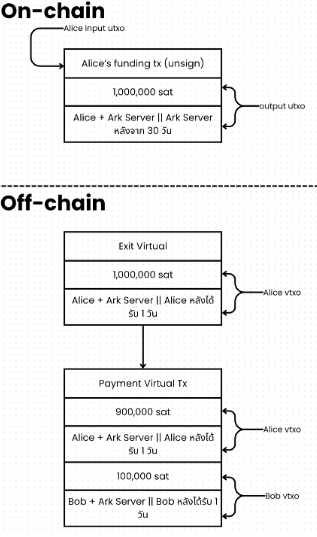 On-chain
Alice input utxo
Alice's funding tx (unsign)
1,000,000 sat
output utxo
Alice + Ark Server || Ark Server
หลังจาก 30 วัน
Off-chain
Exit Virtual
1,000,000 sat
Alice vtxo
Alice + Ark Server || Alice หลังได้
รับ 1 วัน
Payment Virtual Tx
900,000 sat
Alice vtxo
Alice + Ark Server || Alice หลังได้
รับ 1 วัน
100,000 sat
Bob vtxo
Bob + Ark Server || Bob หลังได้รับ 1
วัน